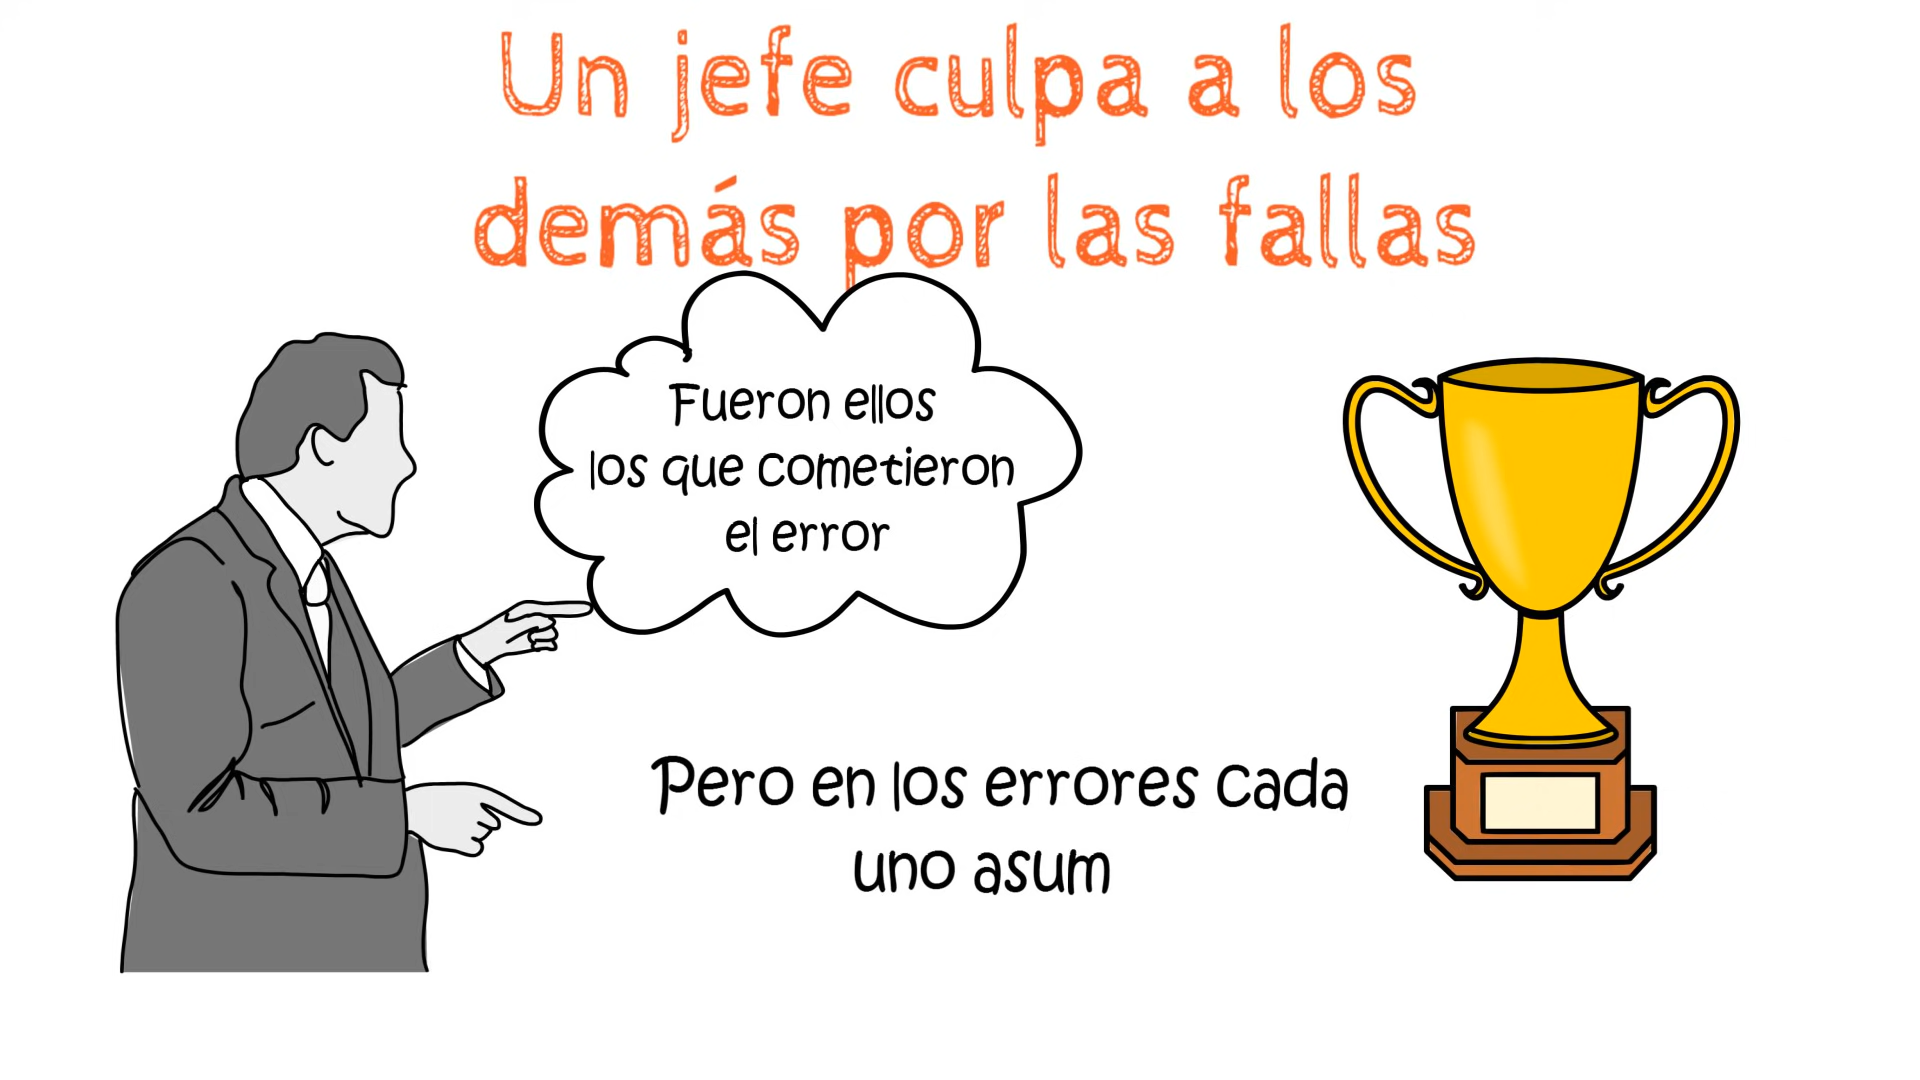 Un jefe culpa a los
demás por las fallas
Fueron ellos
los que cometieron
el error
Pero en los errores cada
uno asum